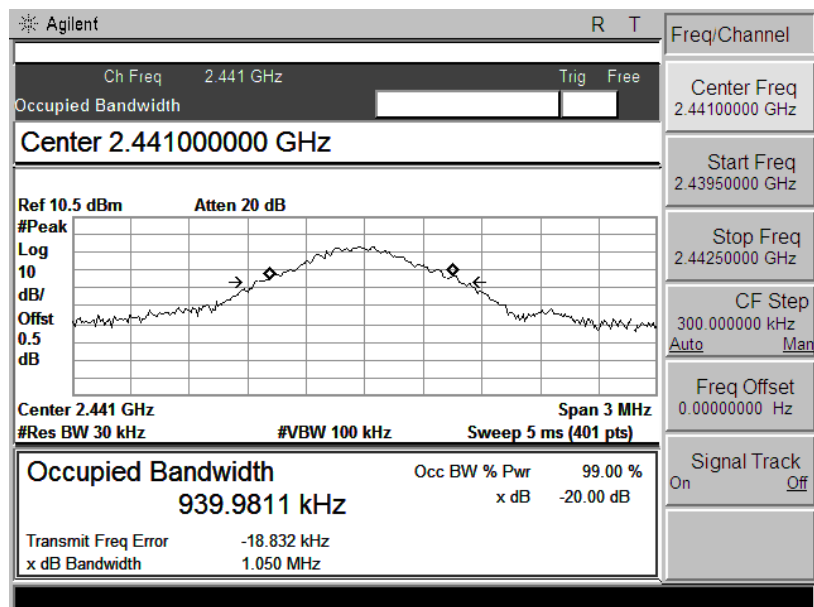 Agilent
R T
Freq/Channel
Ch Freq 2.441 GHz
Trig Free
Occupied Bandwidth
Center 2.441000000 GHz
Ref 10.5 dBm Atten 20 dB
#Peak
Log
10
dB/
Offst
0.5
dB
Center 2.441 GHz Span 3 MHz
#Res BW 30 kHz #VBW 100 kHz Sweep 5 ms (401 pts)
Occupied Bandwidth
939.9811 kHz
Occ BW % Pwr 99.00 %
x dB -20.00 dB
Transmit Freq Error -18.832 kHz
x dB Bandwidth 1.050 MHz
Center Freq
2.44100000 GHz
Start Freq
2.43950000 GHz
Stop Freq
2.44250000 GHz
CF Step
300.000000 kHz
Auto Man
Freq Offset
0.00000000 Hz
Signal Track
On Off